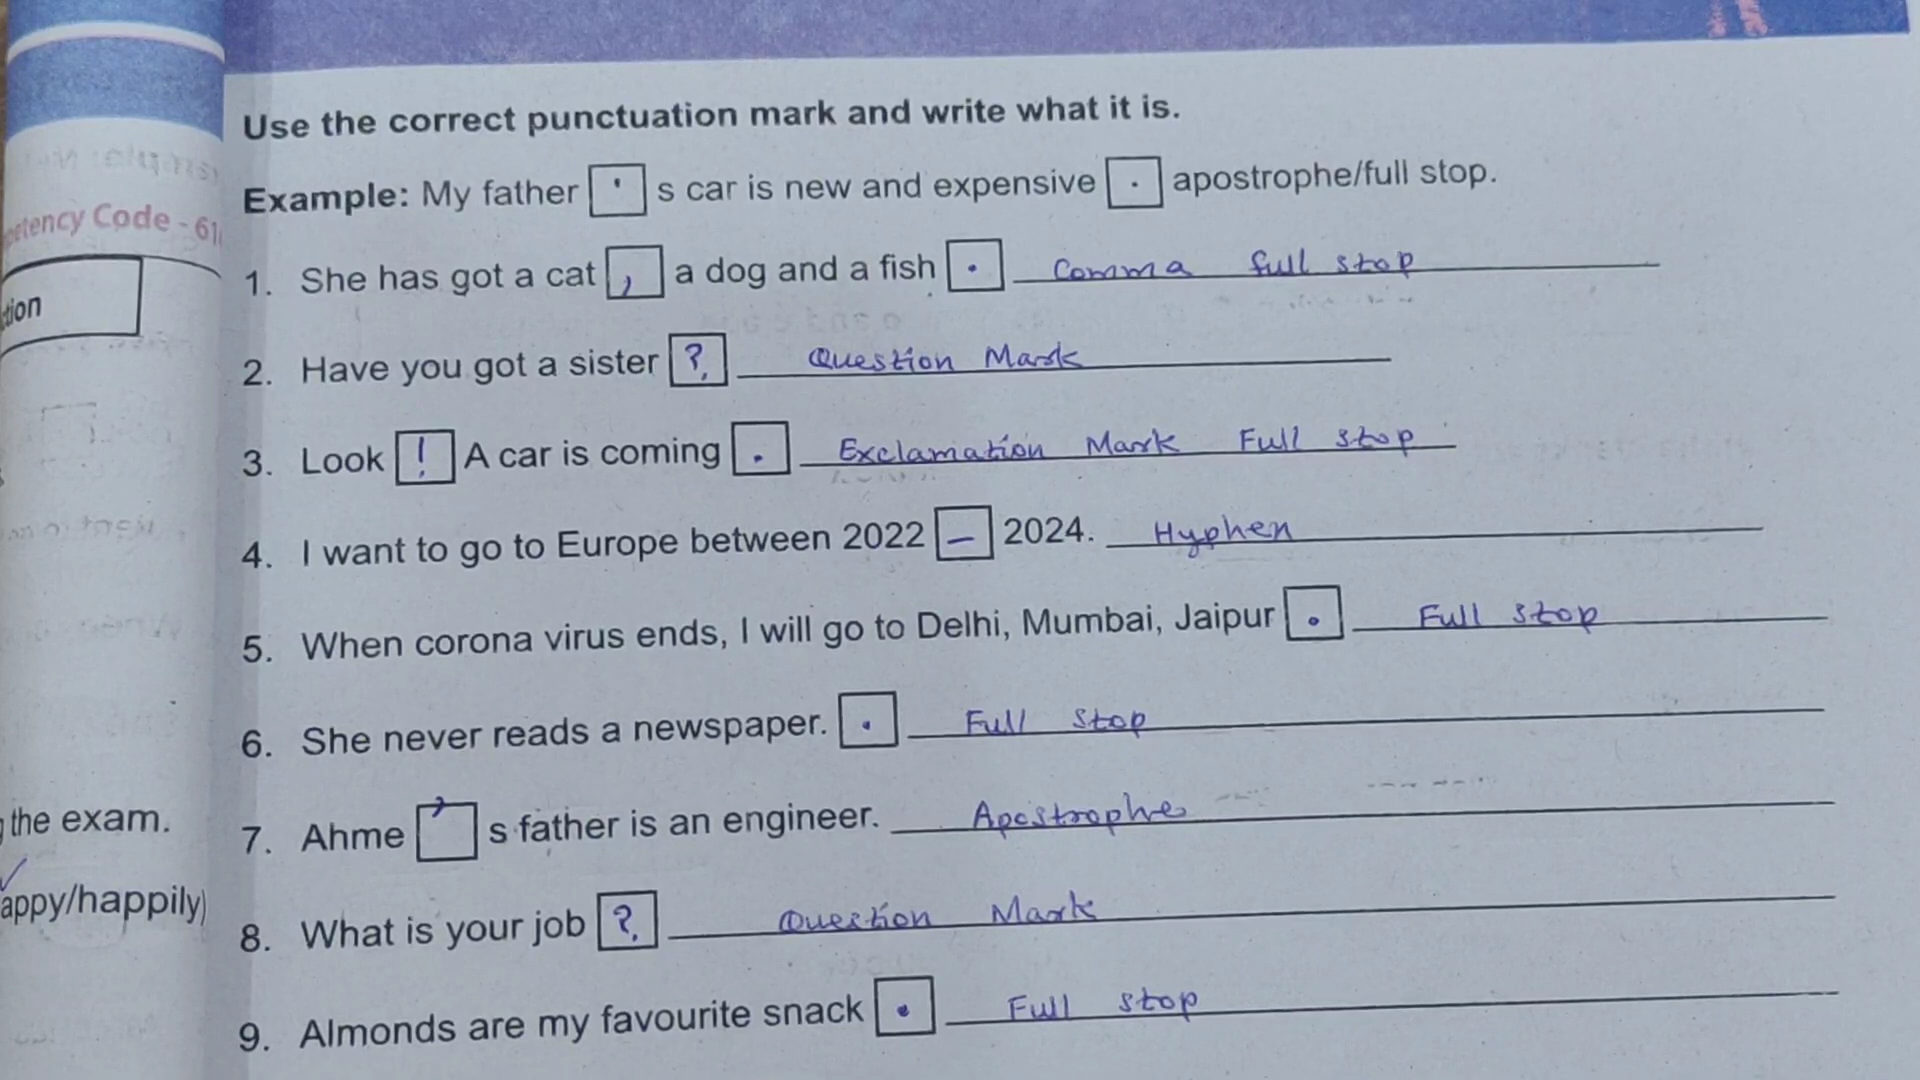 Use the correct punctuation mark and write what it is.
etency Code - 61
Example: My father ' s car is new and expensive . apostrophe/full stop.
1. She has got a cat , a dog and a fish . Comma full stop
tion
2. Have you got a sister ? Question Mark
3. Look ! A car is coming . Exclamation Mark Full stop
4. I want to go to Europe between 2022 – 2024. Hyphen
5. When corona virus ends, I will go to Delhi, Mumbai, Jaipur . Full stop
6. She never reads a newspaper. . Full stop
the exam.
7. Ahme ' s father is an engineer. Apostrophe
appy/happily)
8. What is your job ? Question Mark
9. Almonds are my favourite snack . Full stop